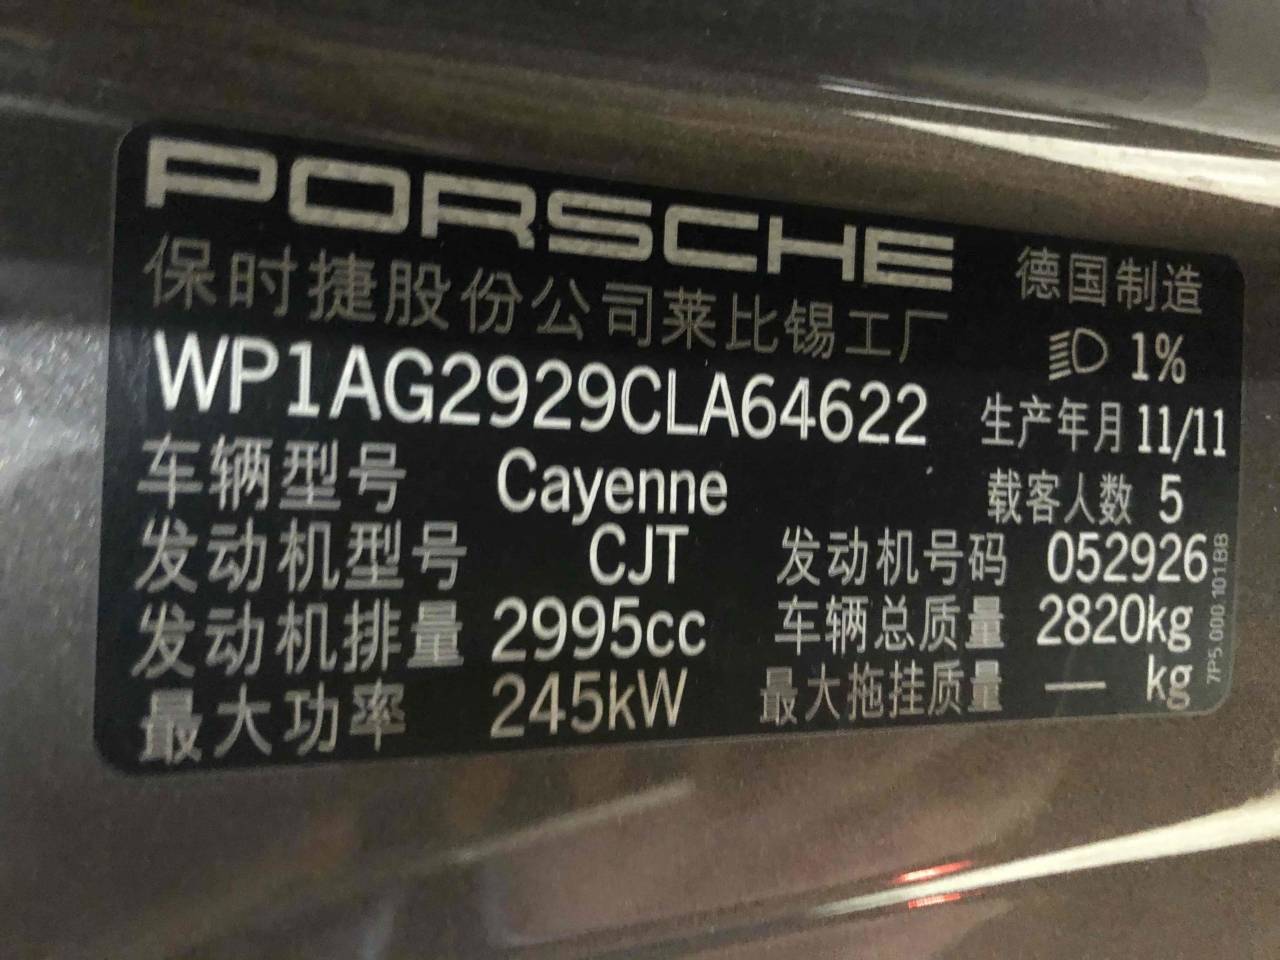 PORSCHE
保时捷股份公司莱比锡工厂 德国制造
1%
WP1AG2929CLA64622 生产年月 11/11
车辆型号 Cayenne 载客人数 5
发动机型号 CJT 发动机号码 052926
发动机排量 2995cc 车辆总质量 2820kg
最大功率 245kW 最大拖挂质量 — kg
7P5.000.101.BB